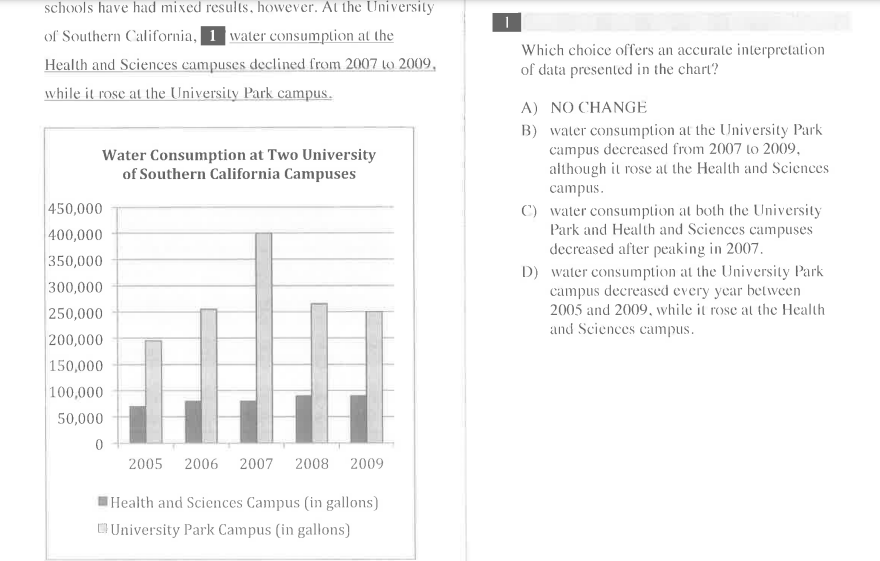 schools have had mixed results, however. At the University
of Southern California, 1 water consumption at the
Health and Sciences campuses declined from 2007 to 2009,
while it rose at the University Park campus.
Water Consumption at Two University
of Southern California Campuses
450,000
400,000
350,000
300,000
250,000
200,000
150,000
100,000
50,000
0
2005 2006 2007 2008 2009
Health and Sciences Campus (in gallons)
University Park Campus (in gallons)
1
Which choice offers an accurate interpretation
of data presented in the chart?
A) NO CHANGE
B) water consumption at the University Park
campus decreased from 2007 to 2009,
although it rose at the Health and Sciences
campus.
C) water consumption at both the University
Park and Health and Sciences campuses
decreased after peaking in 2007.
D) water consumption at the University Park
campus decreased every year between
2005 and 2009, while it rose at the Health
and Sciences campus.